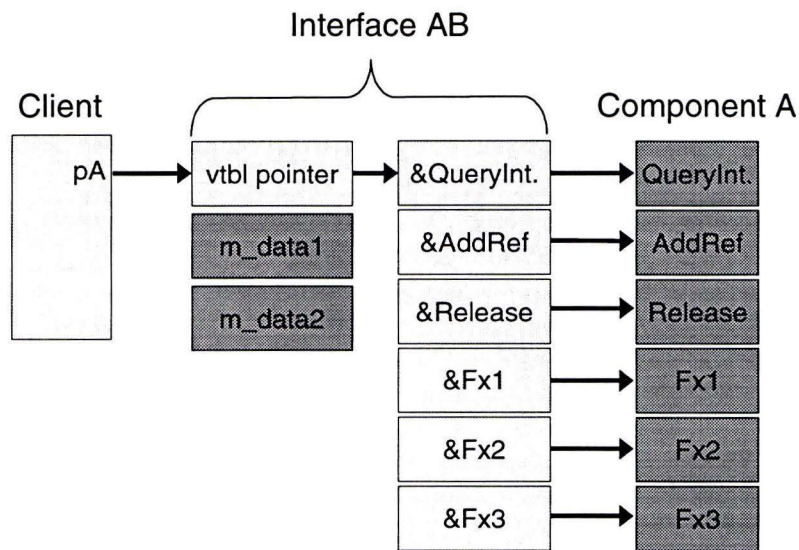 Interface AB
Client
Component A
pA
vtbl pointer
&QueryInt.
QueryInt.
m_data1
&AddRef
AddRef
m_data2
&Release
Release
&Fx1
Fx1
&Fx2
Fx2
&Fx3
Fx3